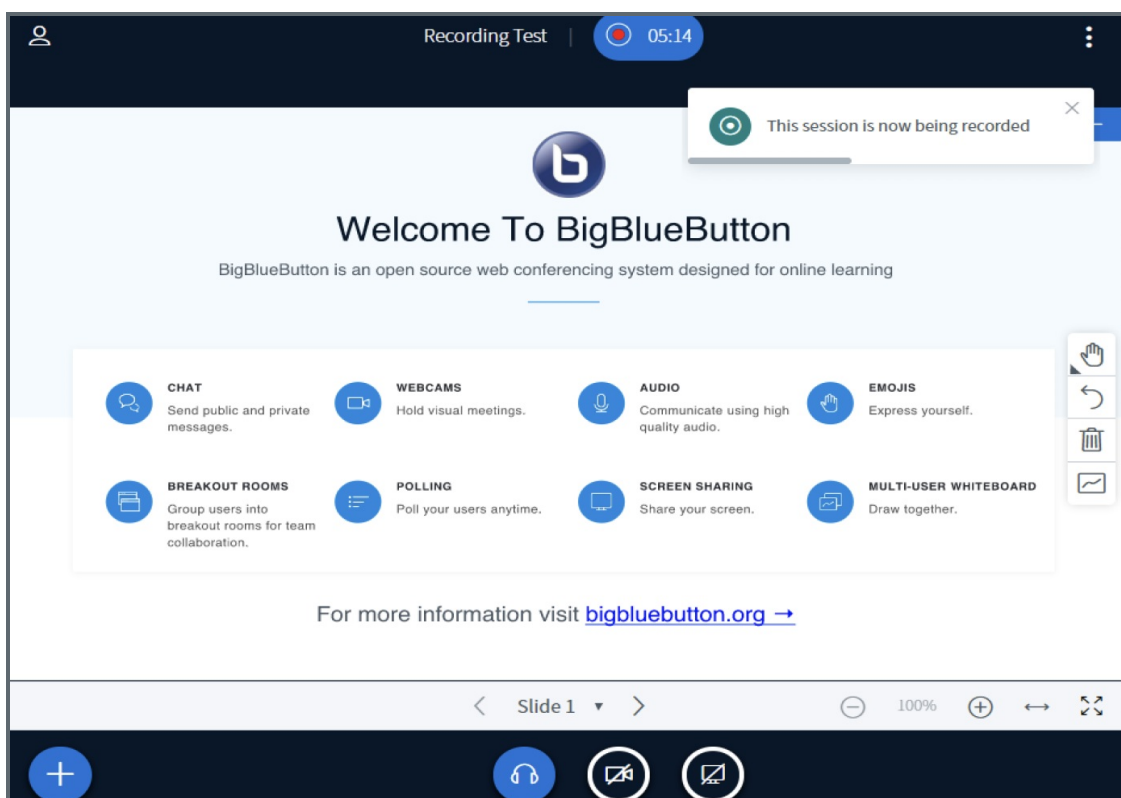 Recording Test | 05:14
This session is now being recorded
Welcome To BigBlueButton
BigBlueButton is an open source web conferencing system designed for online learning
CHAT
Send public and private
messages.
WEBCAMS
Hold visual meetings.
AUDIO
Communicate using high
quality audio.
EMOJIS
Express yourself.
BREAKOUT ROOMS
Group users into
breakout rooms for team
collaboration.
POLLING
Poll your users anytime.
SCREEN SHARING
Share your screen.
MULTI-USER WHITEBOARD
Draw together.
For more information visit bigbluebutton.org →
Slide 1
100%